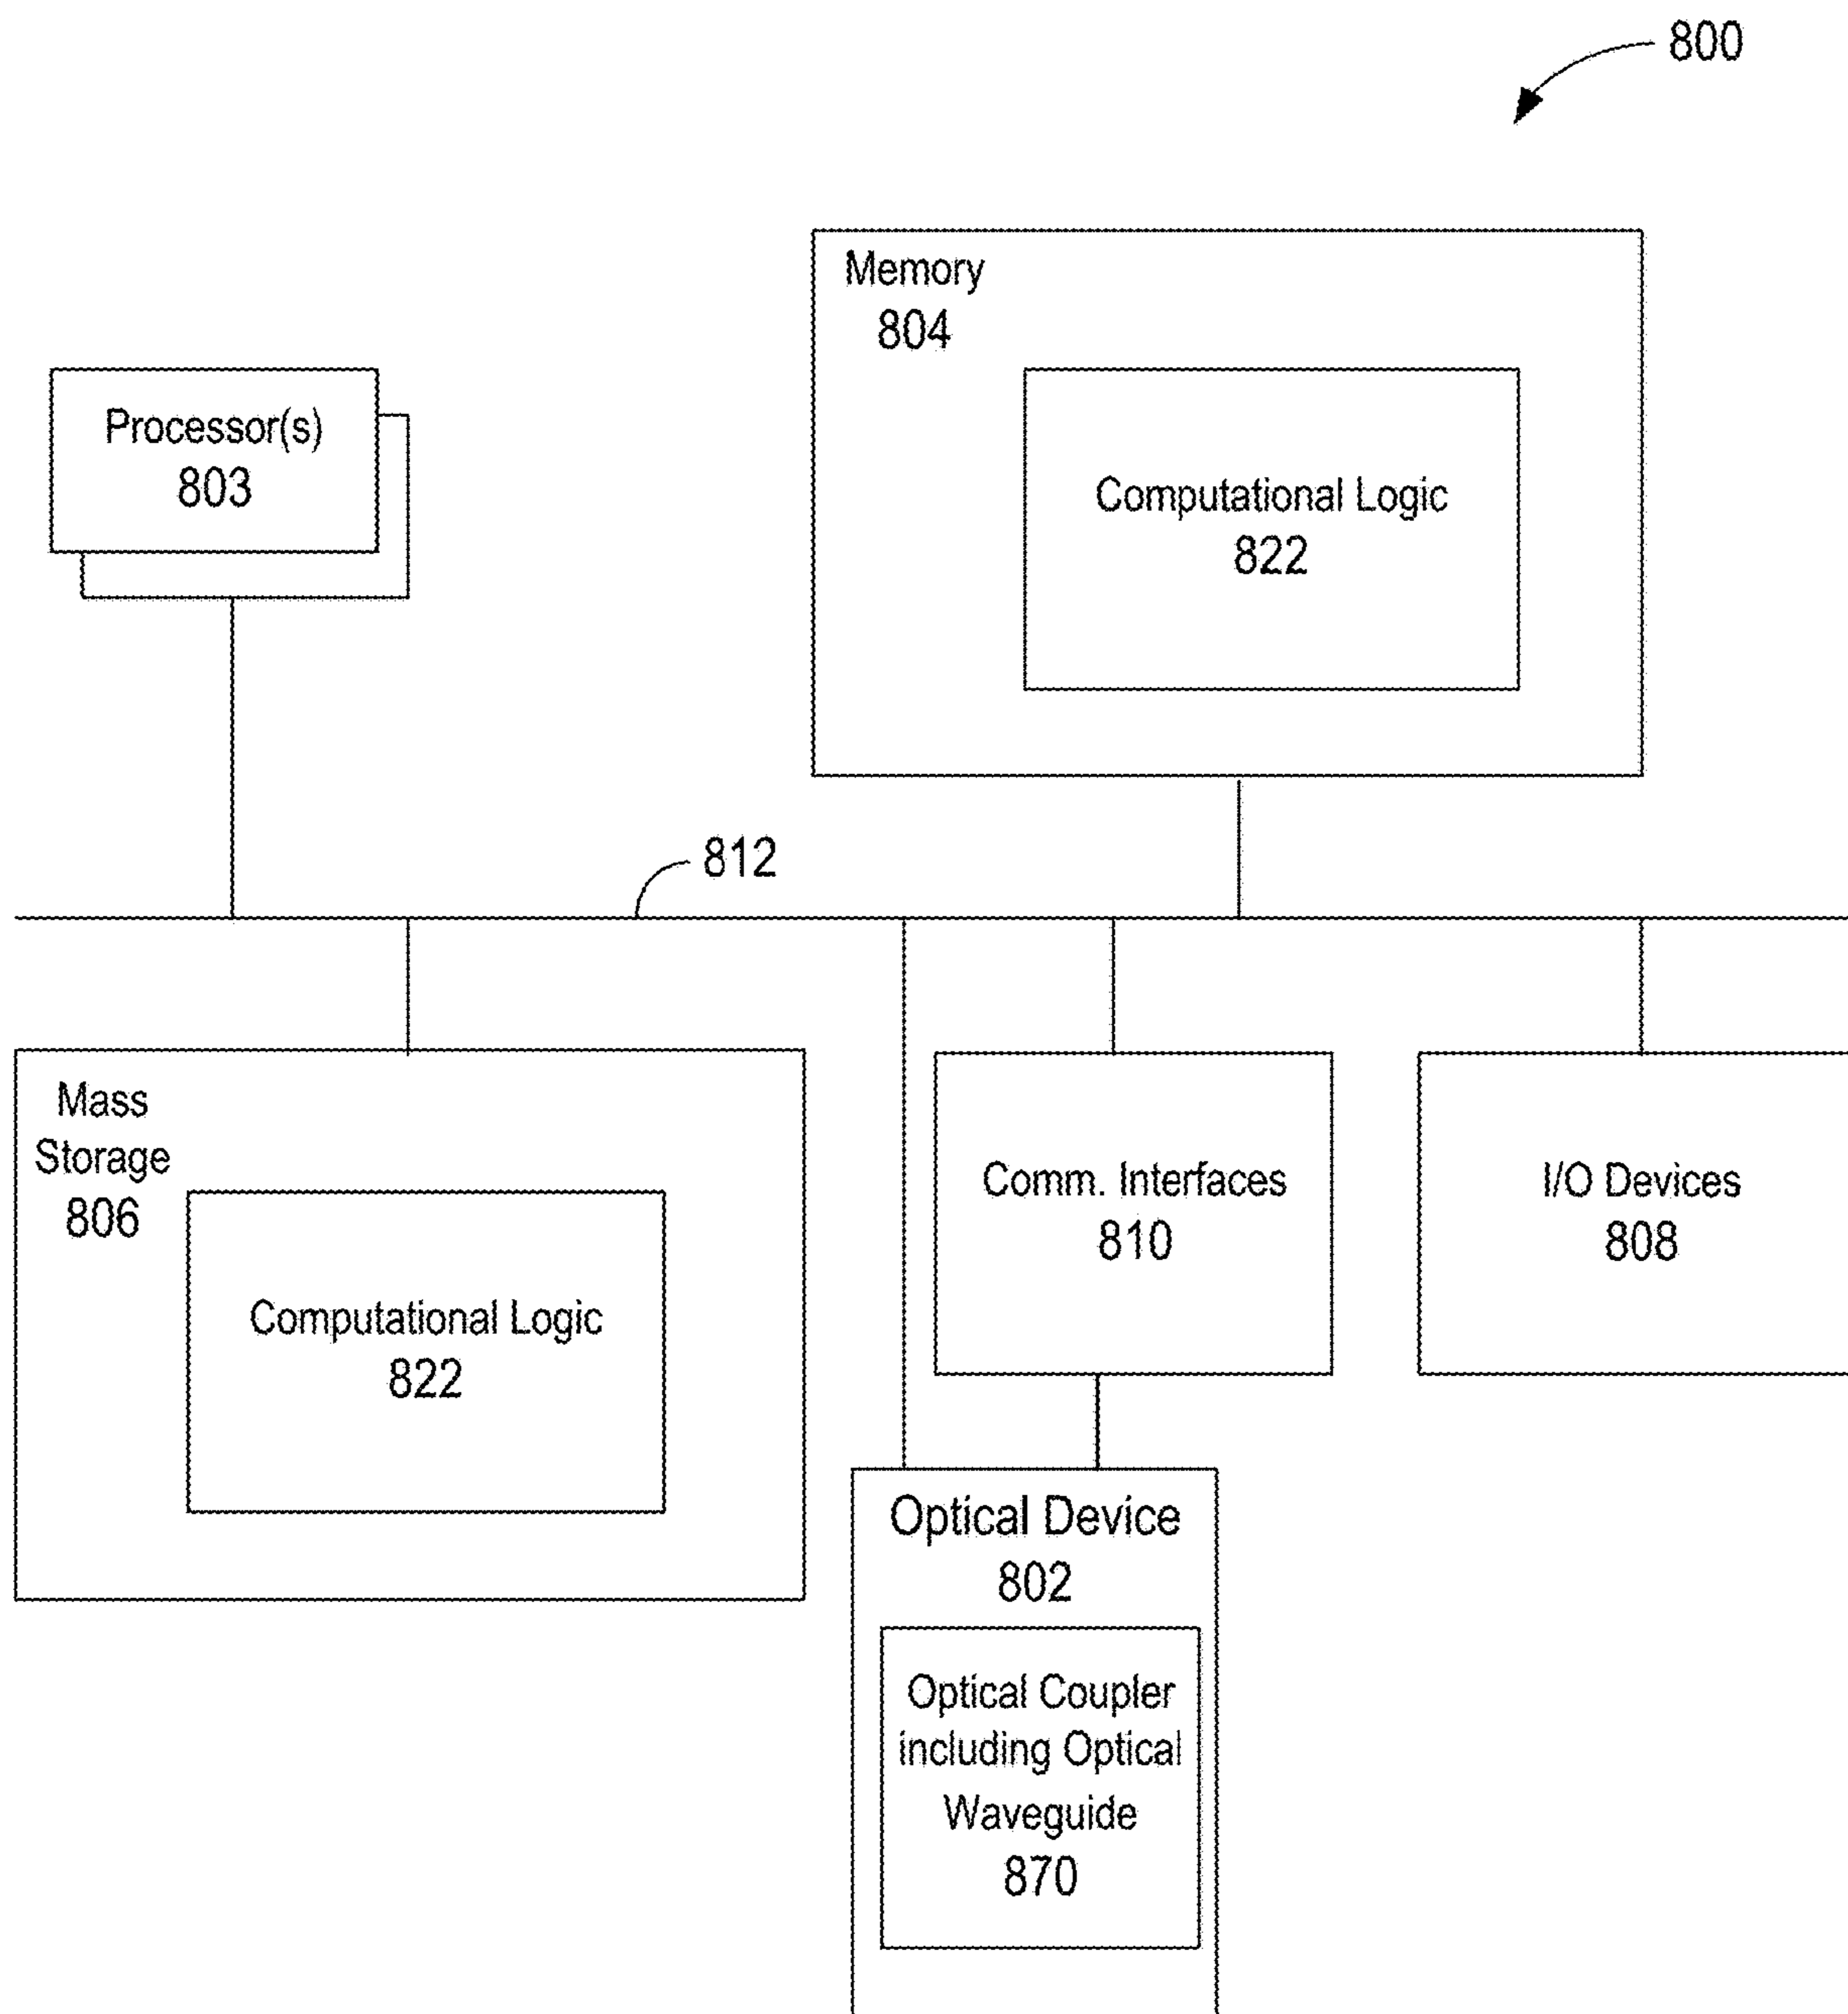 800
Memory
804
Processor(s)
803
Computational Logic
822
812
Mass
Storage
806
Computational Logic
822
Comm. Interfaces
810
I/O Devices
808
Optical Device
802
Optical Coupler
including Optical
Waveguide
870